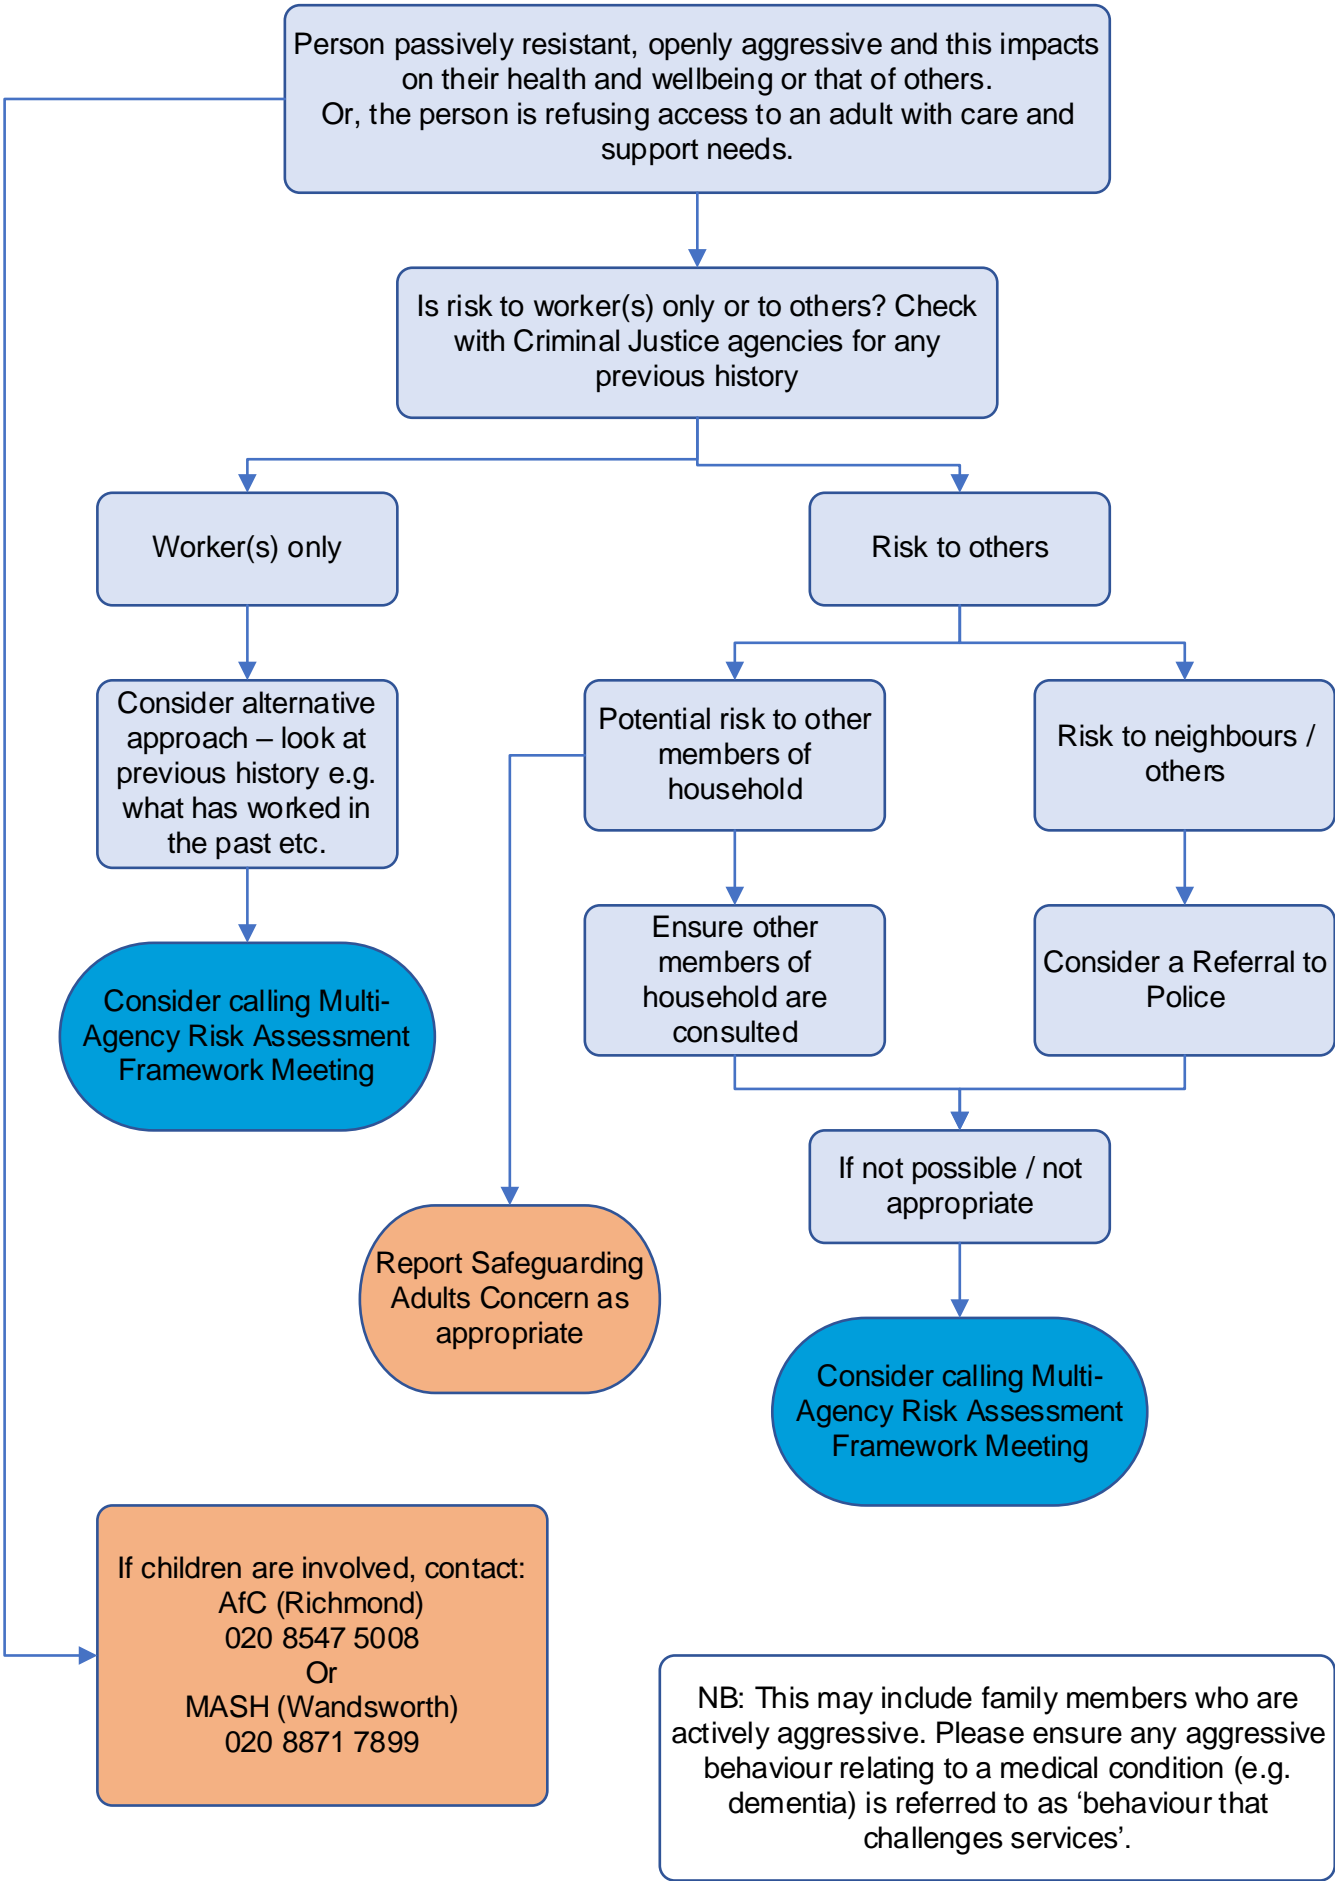 Person passively resistant, openly aggressive and this impacts
on their health and wellbeing or that of others.
Or, the person is refusing access to an adult with care and
support needs.
Is risk to worker(s) only or to others? Check
with Criminal Justice agencies for any
previous history
Worker(s) only
Risk to others
Consider alternative
approach – look at
previous history e.g.
what has worked in
the past etc.
Potential risk to other
members of
household
Risk to neighbours /
others
Consider calling Multi-
Agency Risk Assessment
Framework Meeting
Ensure other
members of
household are
consulted
Consider a Referral to
Police
If not possible / not
appropriate
Report Safeguarding
Adults Concern as
appropriate
Consider calling Multi-
Agency Risk Assessment
Framework Meeting
If children are involved, contact:
AfC (Richmond)
020 8547 5008
Or
MASH (Wandsworth)
020 8871 7899
NB: This may include family members who are
actively aggressive. Please ensure any aggressive
behaviour relating to a medical condition (e.g.
dementia) is referred to as ‘behaviour that
challenges services’.